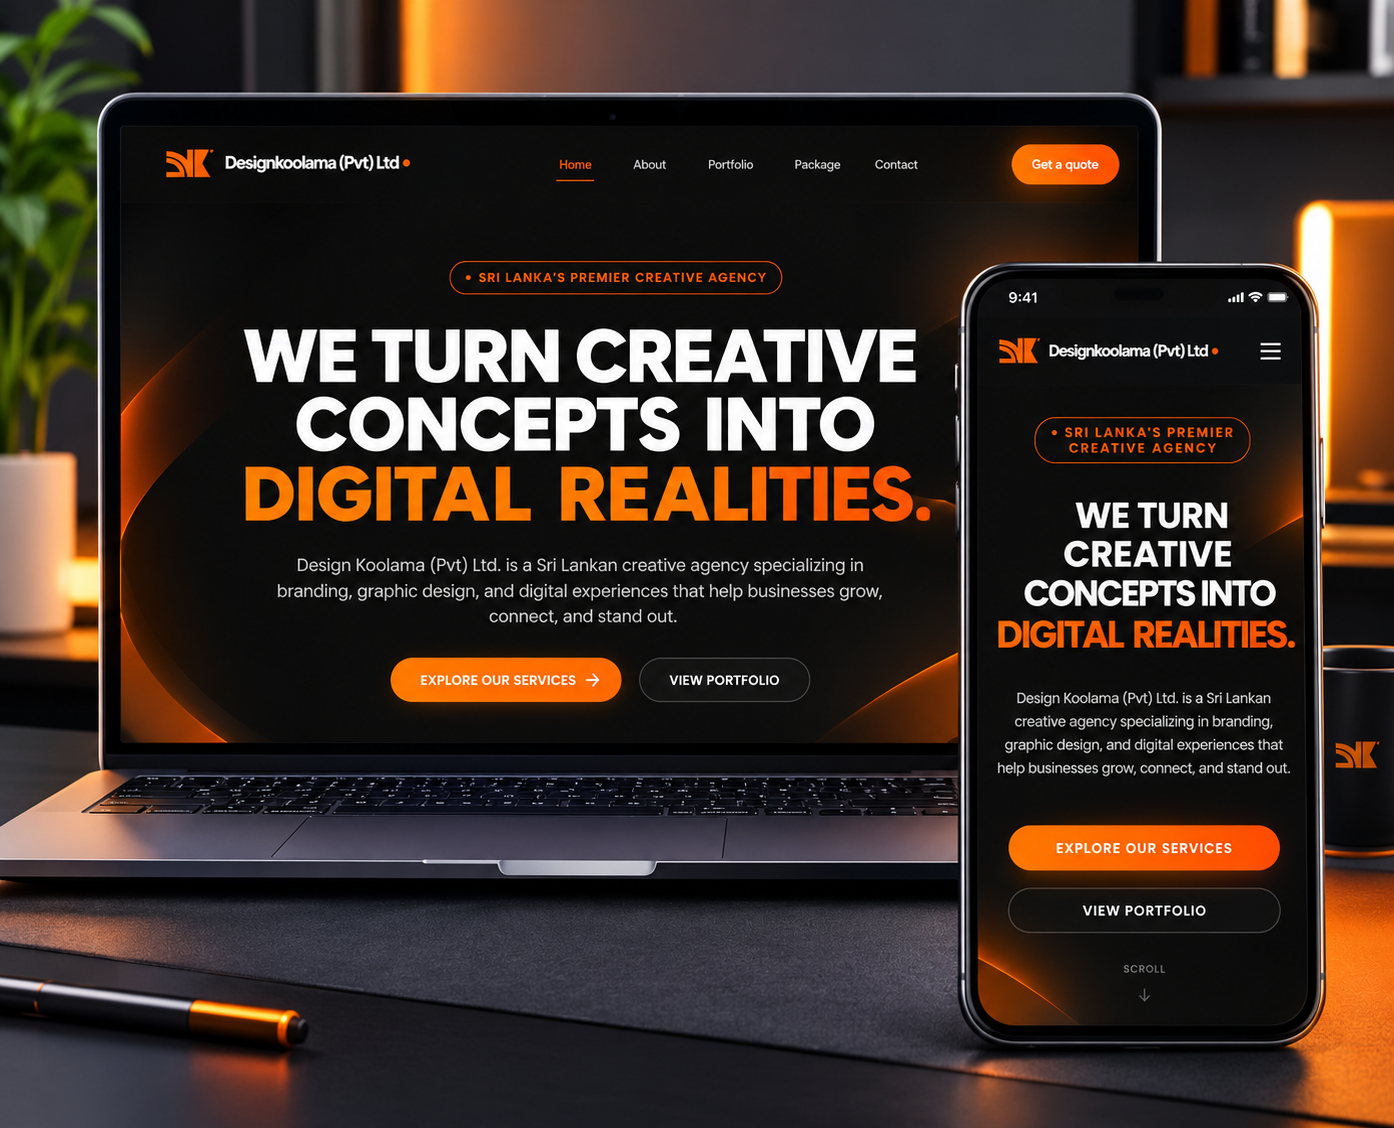 Designkoolama (Pvt) Ltd
Home
About
Portfolio
Package
Contact
Get a quote
• SRI LANKA'S PREMIER CREATIVE AGENCY
WE TURN CREATIVE
CONCEPTS INTO
DIGITAL REALITIES.
Design Koolama (Pvt) Ltd. is a Sri Lankan creative agency specializing in
branding, graphic design, and digital experiences that help businesses grow,
connect, and stand out.
EXPLORE OUR SERVICES →
VIEW PORTFOLIO
9:41
Designkoolama (Pvt) Ltd
• SRI LANKA'S PREMIER
CREATIVE AGENCY
WE TURN
CREATIVE
CONCEPTS INTO
DIGITAL REALITIES.
Design Koolama (Pvt) Ltd. is a Sri Lankan
creative agency specializing in branding,
graphic design, and digital experiences that
help businesses grow, connect, and stand out.
EXPLORE OUR SERVICES
VIEW PORTFOLIO
SCROLL
↓